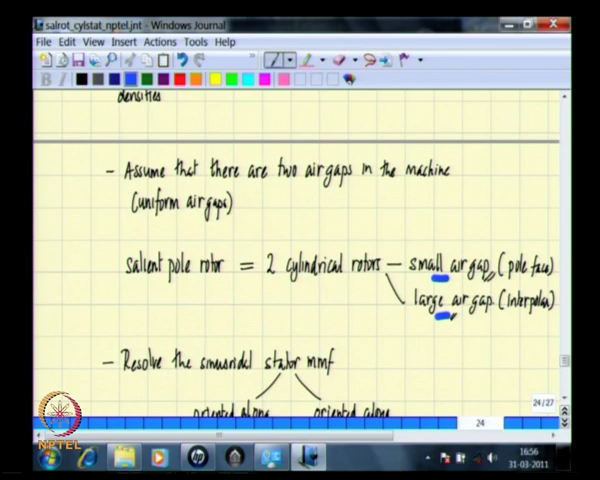 salrot_cylstat_nptel.jnt - Windows Journal
File Edit View Insert Actions Tools Help
densities
- Assume that there are two airgaps in the machine
(uniform airgaps)
salient pole rotor = 2 cylindrical rotors — small airgap (pole face)
large airgap (interpolar)
- Resolve the sinusoidal stator mmf
oriented along oriented along
24/27
24
NPTEL
16:56
31-03-2011